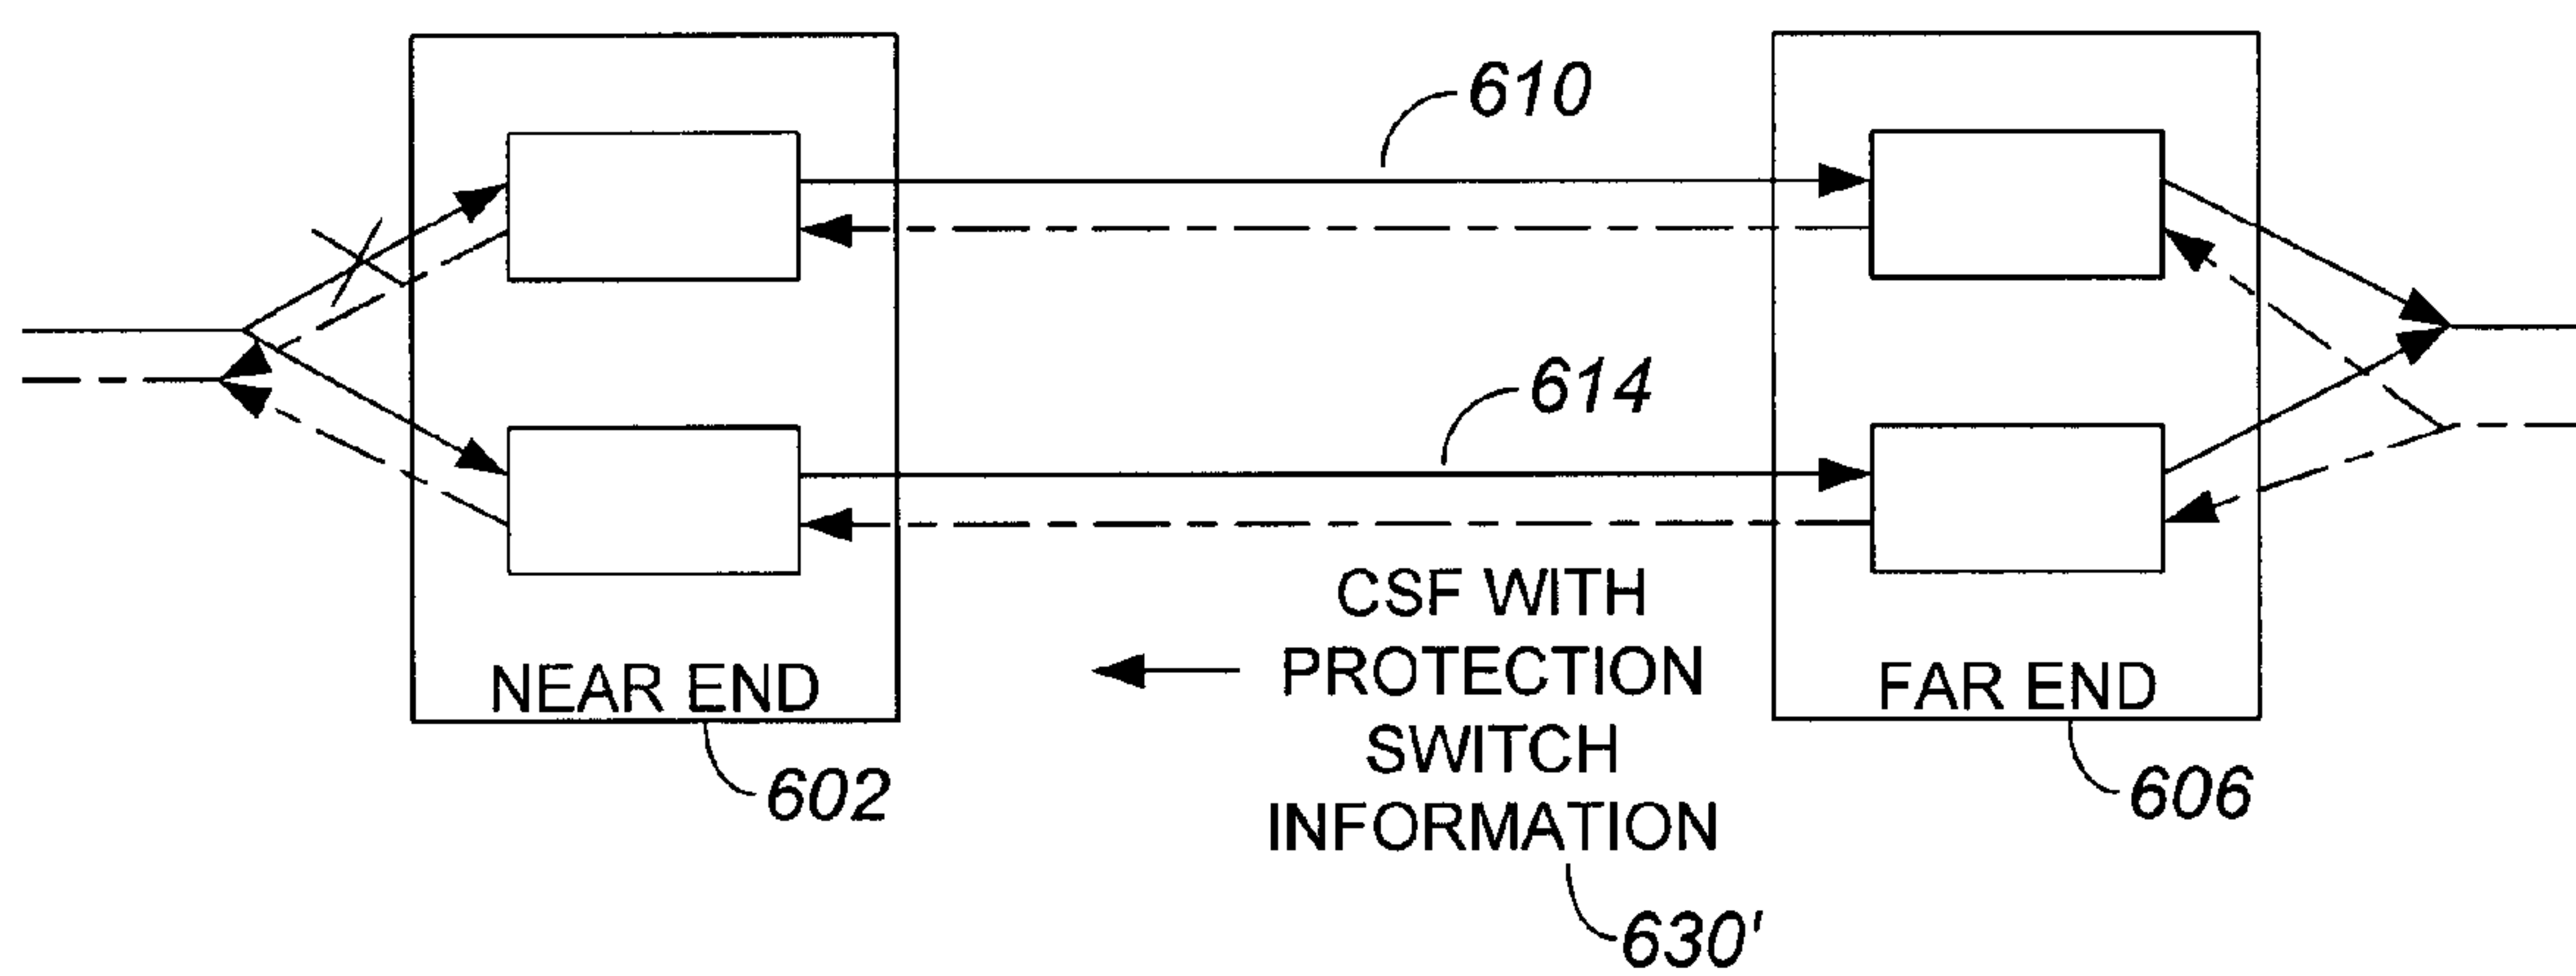 610
614
CSF WITH
PROTECTION
SWITCH
INFORMATION
NEAR END
FAR END
602
606
630'